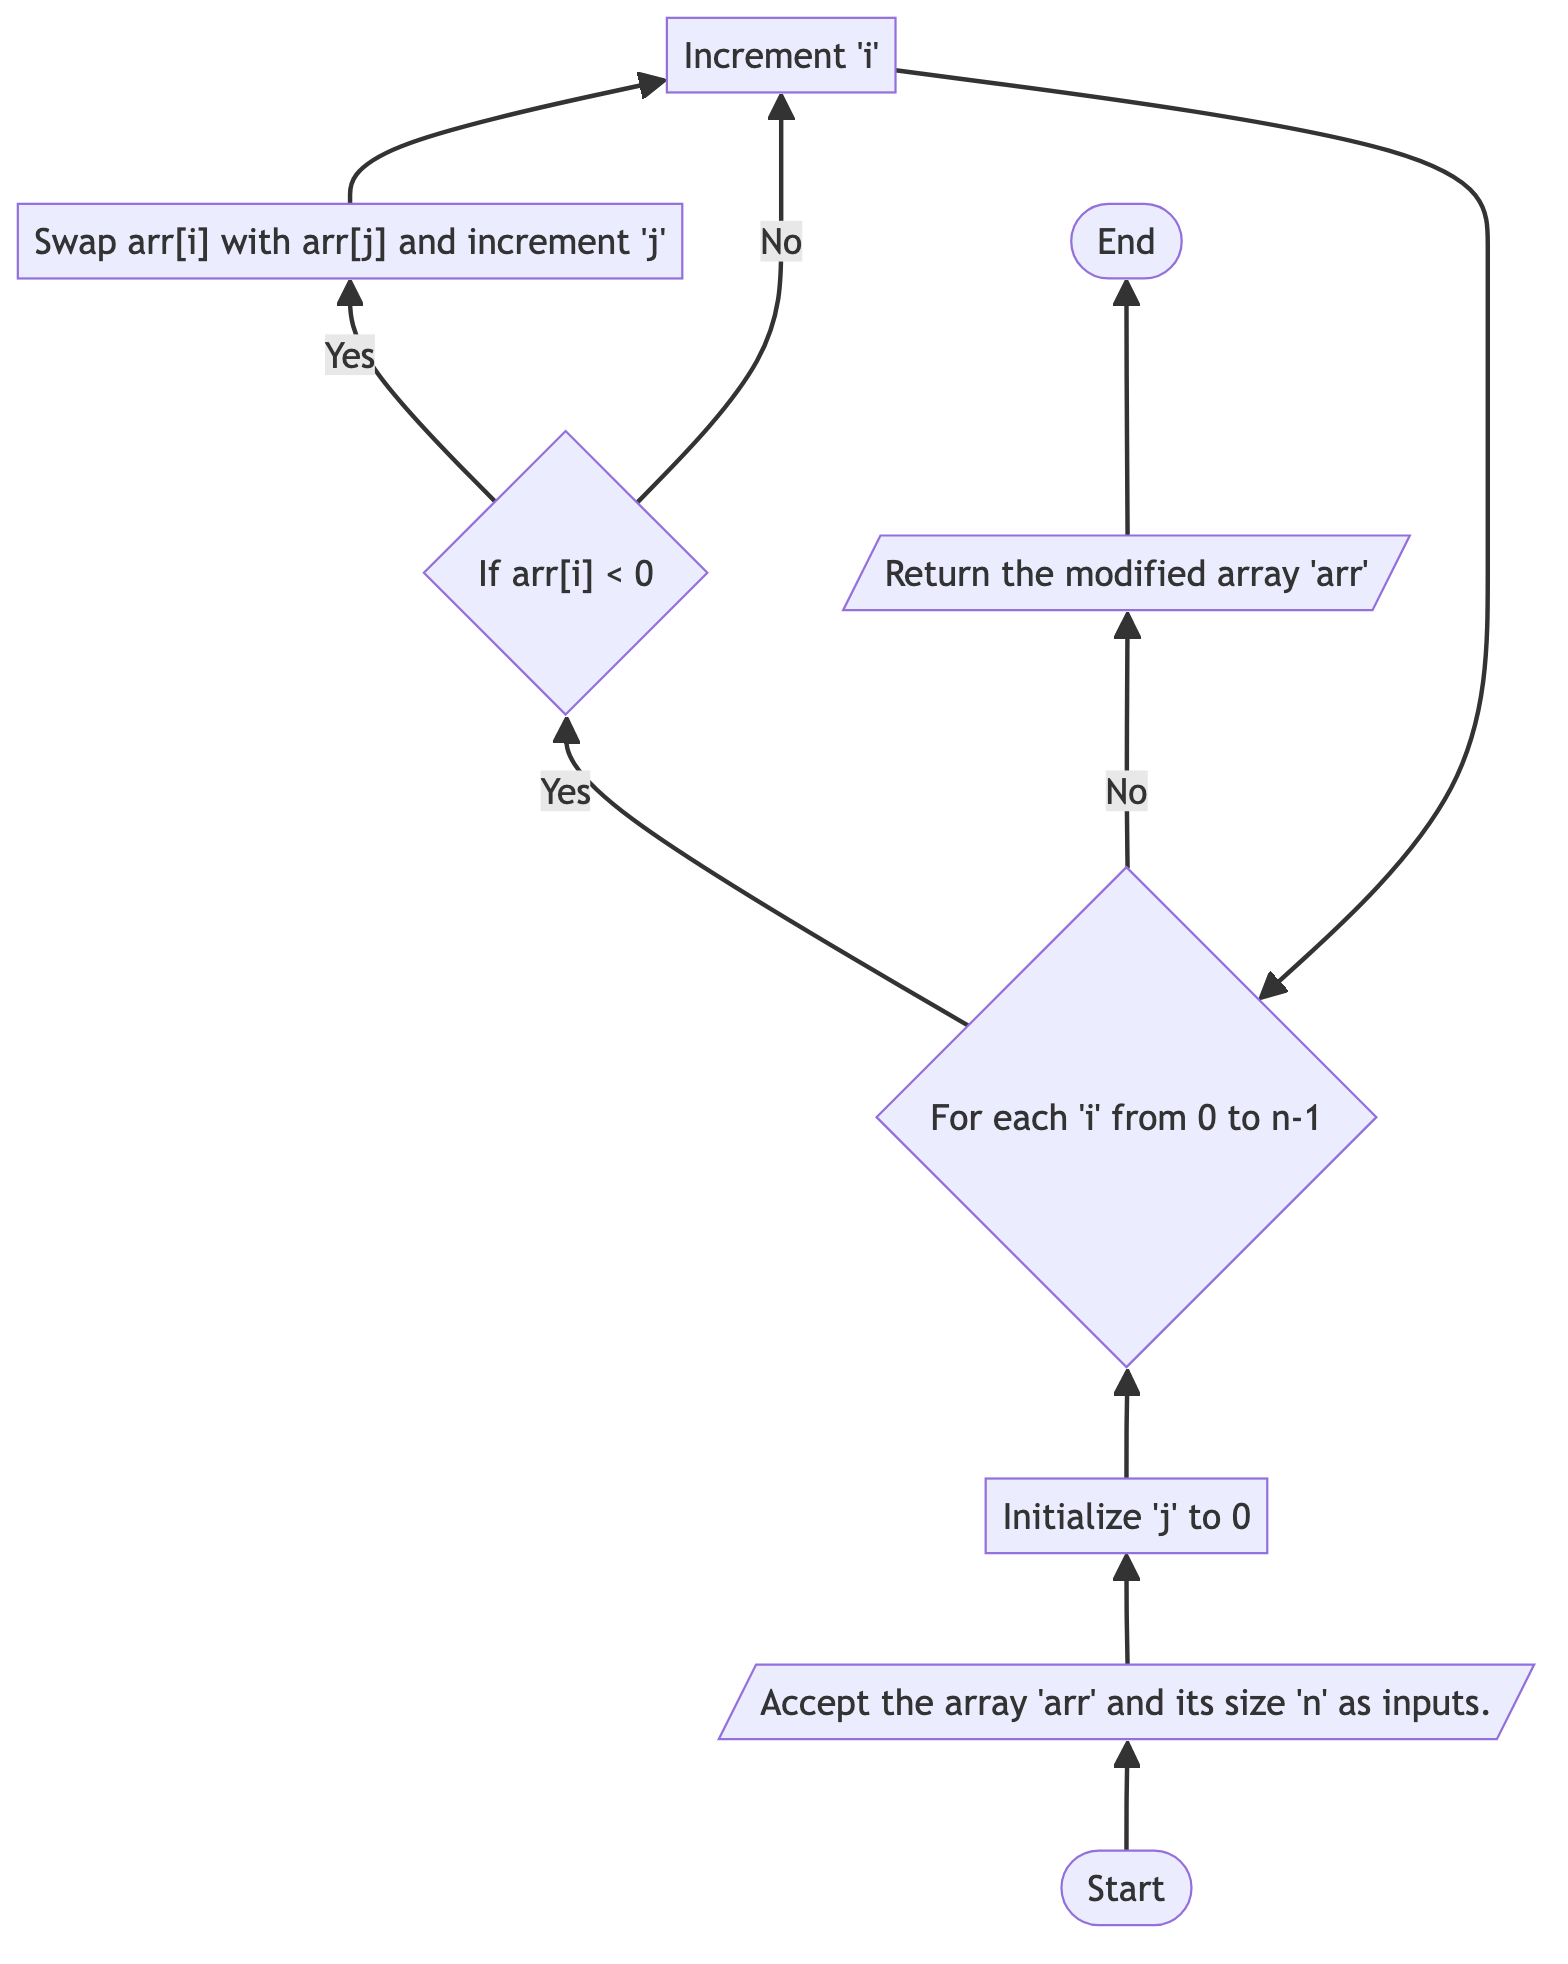 Increment 'i'
Swap arr[i] with arr[j] and increment 'j'
No
End
Yes
If arr[i] < 0
Return the modified array 'arr'
Yes
No
For each 'i' from 0 to n-1
Initialize 'j' to 0
Accept the array 'arr' and its size 'n' as inputs.
Start